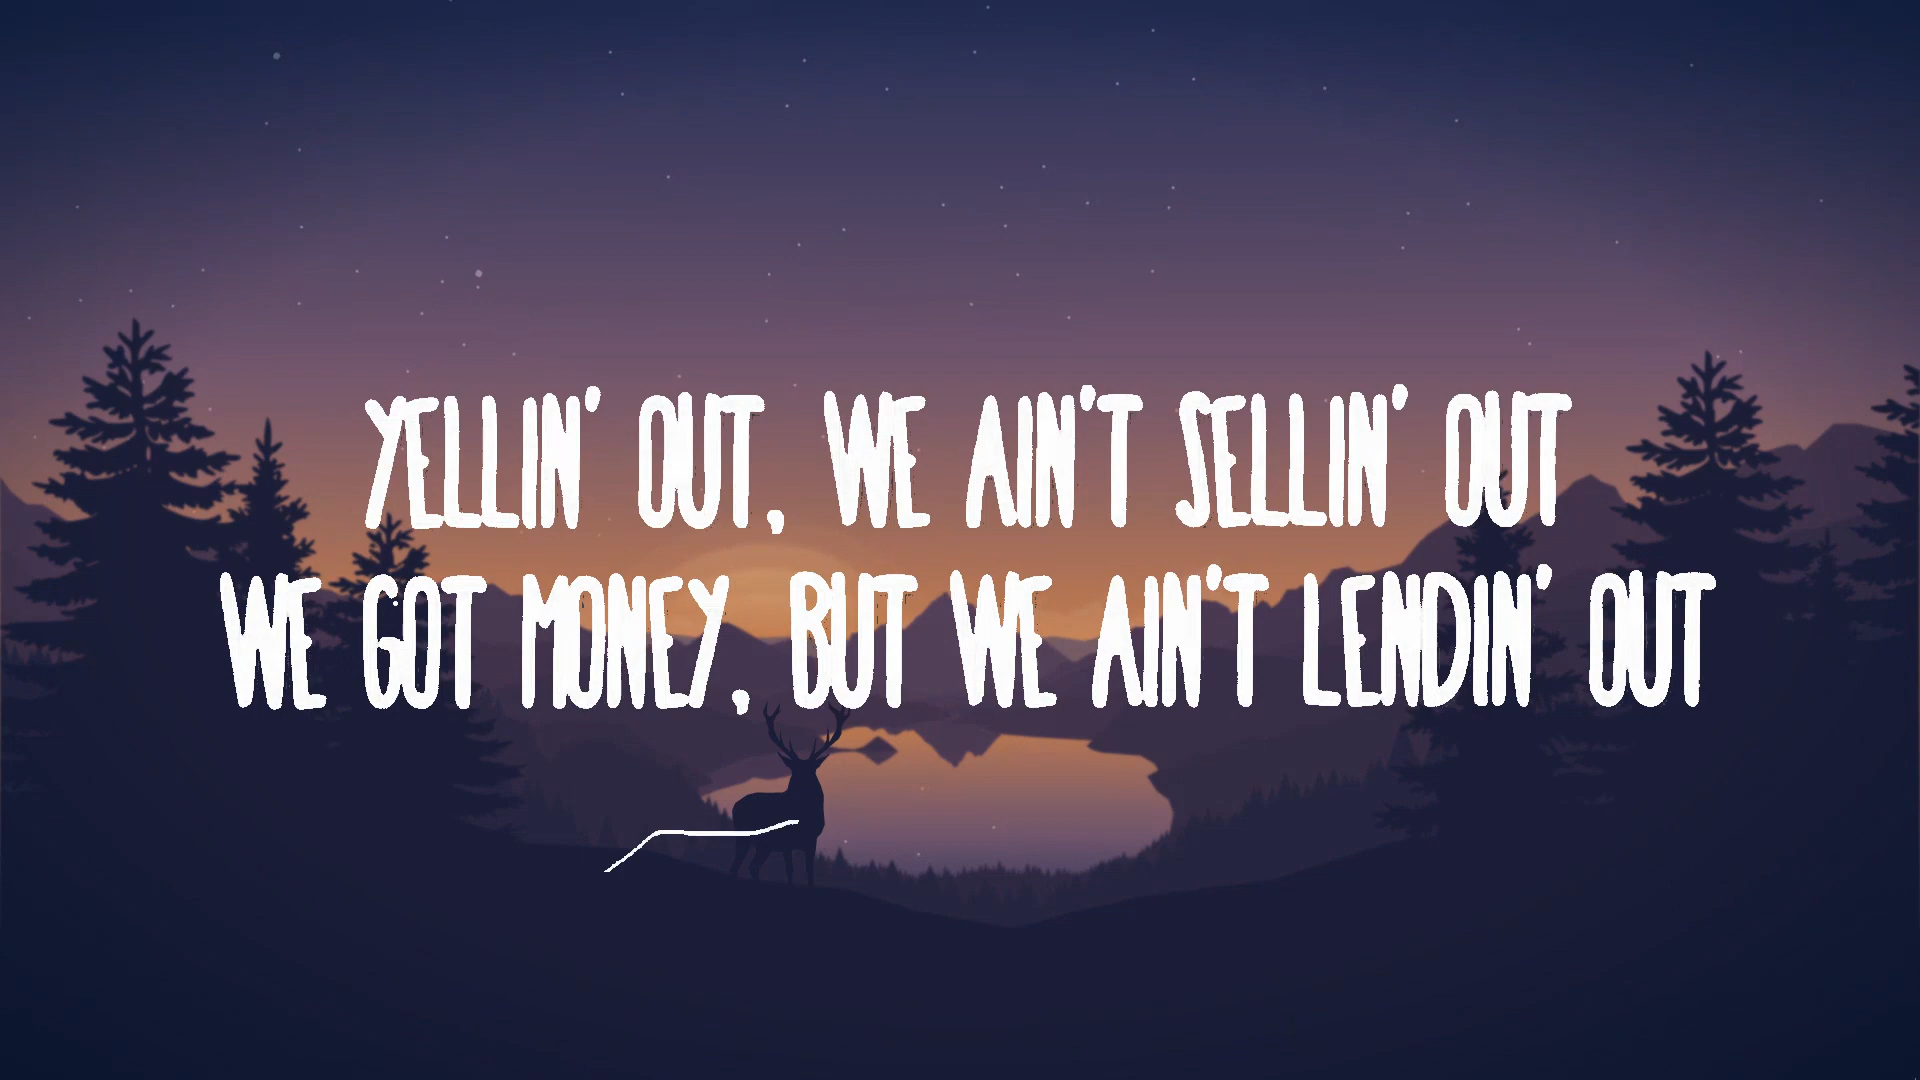 YELLIN' OUT, WE AIN'T SELLIN' OUT
WE GOT MONEY, BUT WE AIN'T LENDIN' OUT